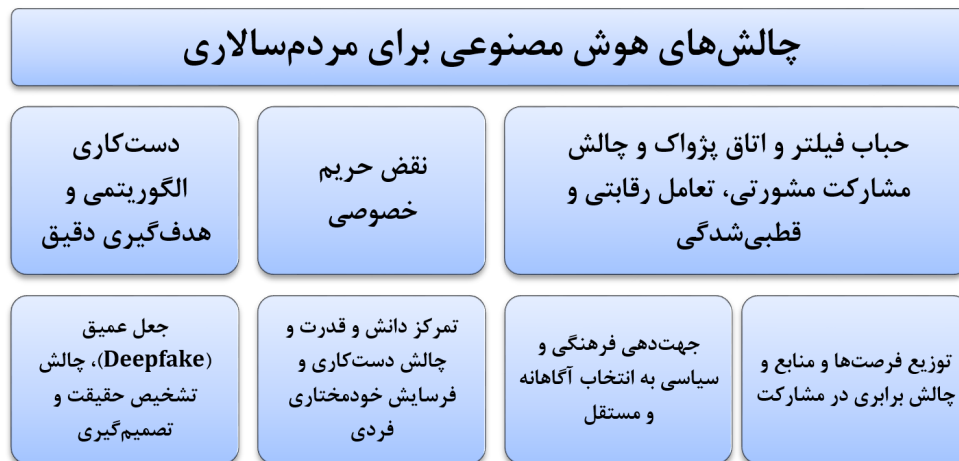 چالش‌های هوش مصنوعی برای مردم‌سالاری
حباب فیلتر و اتاق پژواک و چالش
مشارکت مشورتی، تعامل رقابتی و
قطبی‌شدگی
نقض حریم
خصوصی
دست‌کاری
الگوریتمی و
هدف‌گیری دقیق
توزیع فرصت‌ها و منابع و
چالش برابری در مشارکت
جهت‌دهی فرهنگی و
سیاسی به انتخاب آگاهانه
و مستقل
تمرکز دانش و قدرت و
چالش دست‌کاری و
فرسایش خودمختاری
فردی
جعل عمیق
(Deepfake)، چالش
تشخیص حقیقت و
تصمیم‌گیری